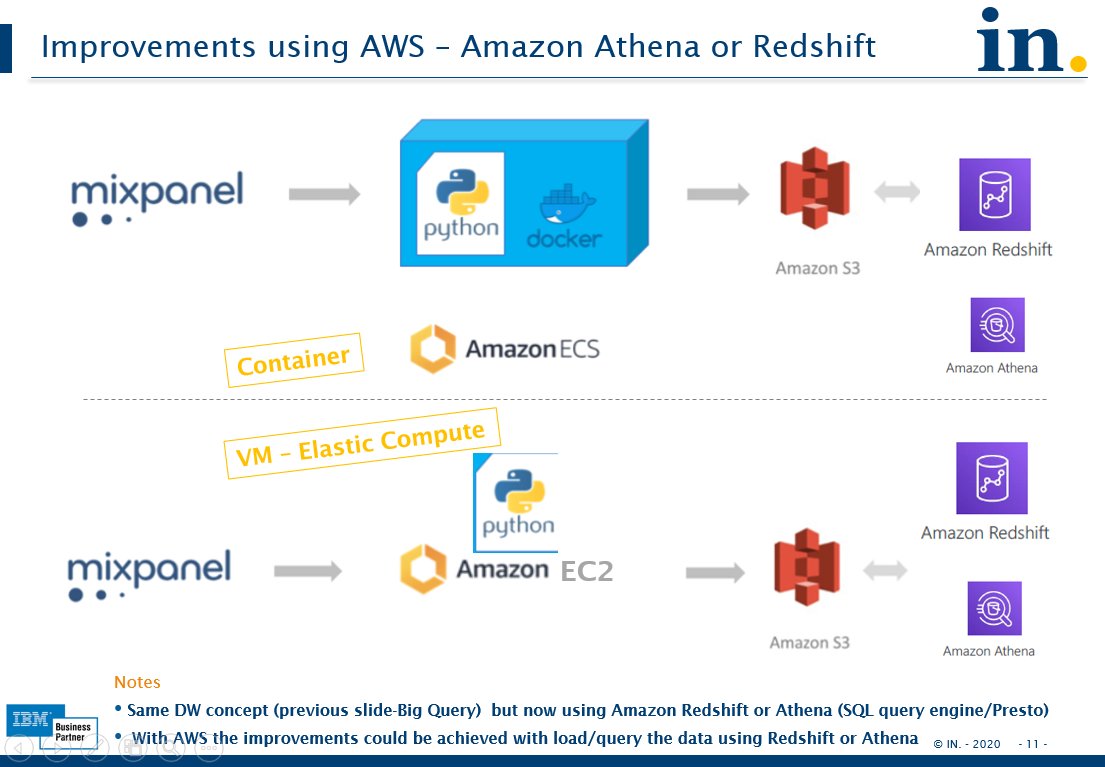 Improvements using AWS – Amazon Athena or Redshift
in.
mixpanel
python
docker
Amazon S3
Amazon Redshift
Amazon ECS
Amazon Athena
Container
VM – Elastic Compute
python
mixpanel
Amazon EC2
Amazon S3
Amazon Redshift
Amazon Athena
Notes
• Same DW concept (previous slide-Big Query) but now using Amazon Redshift or Athena (SQL query engine/Presto)
• With AWS the improvements could be achieved with load/query the data using Redshift or Athena
IBM Business
Partner
© IN. - 2020 - 11 -